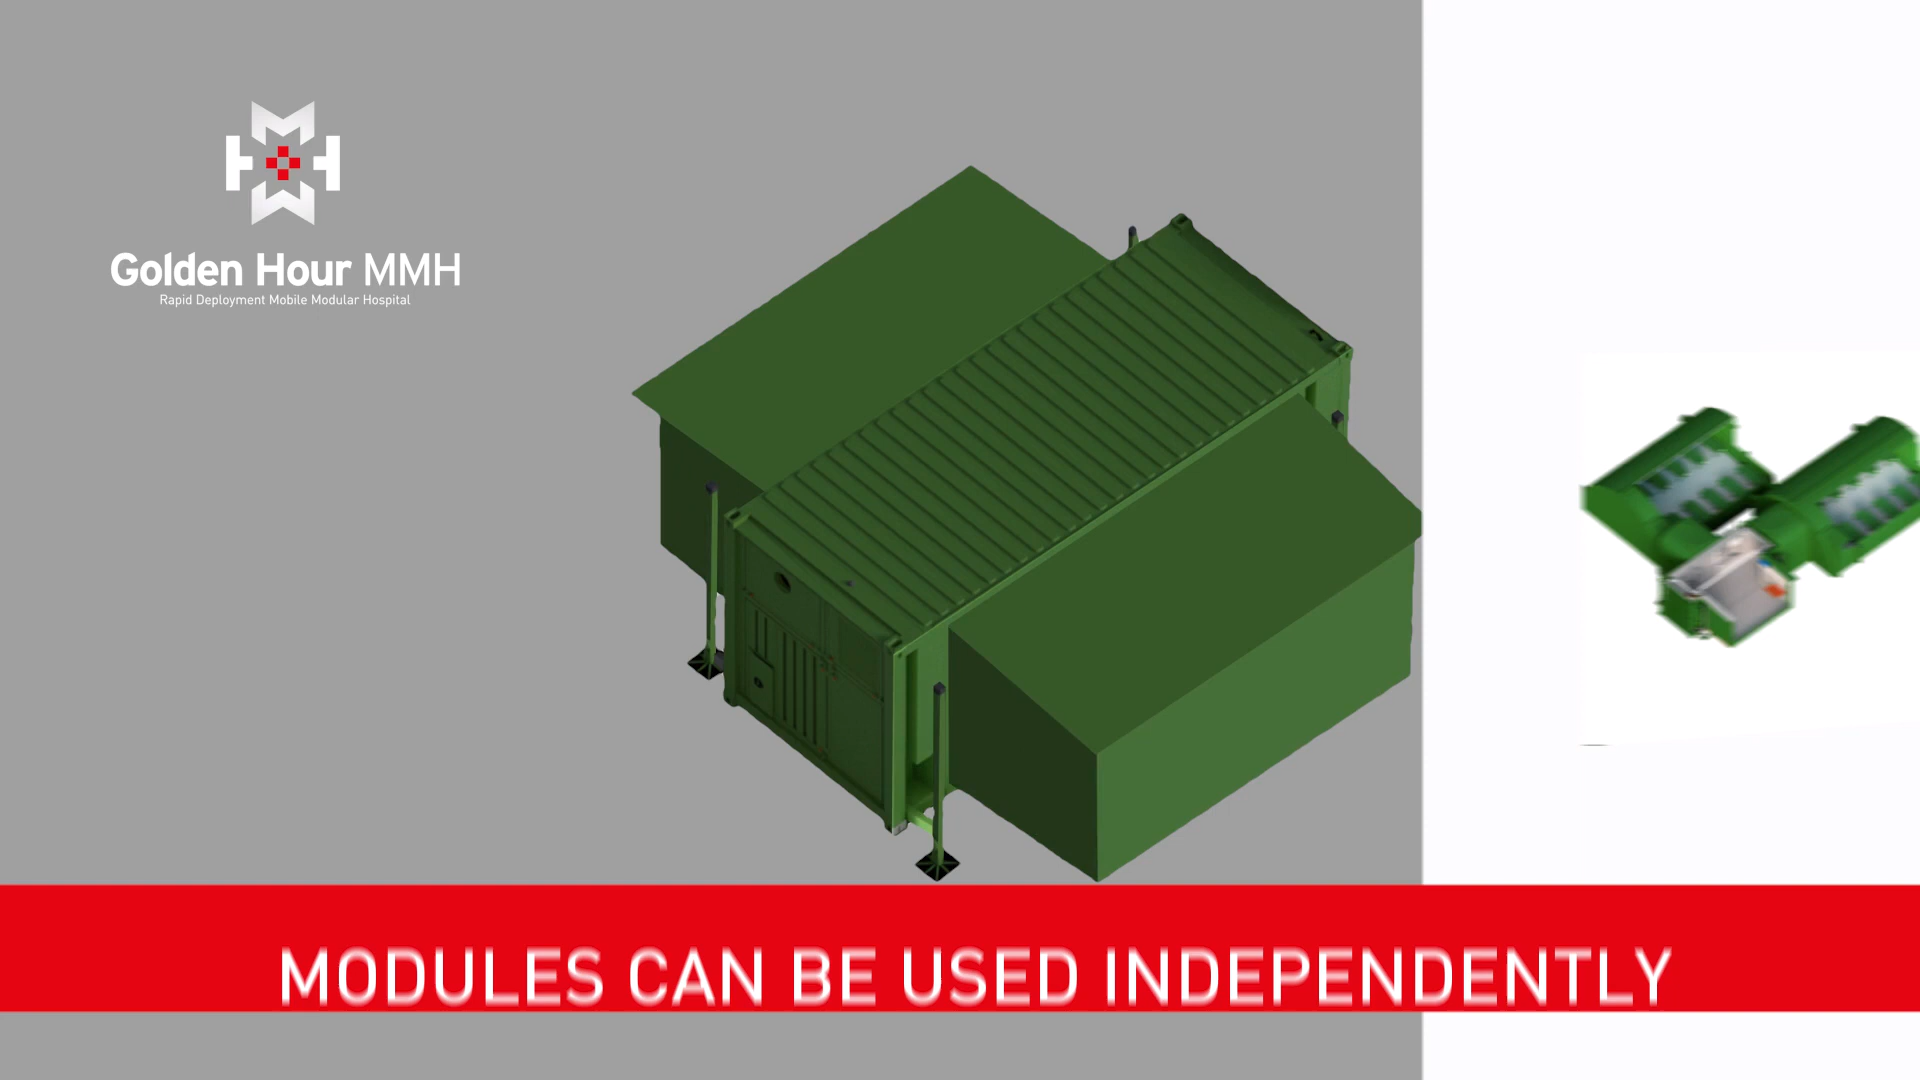 Golden Hour MMH
Rapid Deployment Mobile Modular Hospital
MODULES CAN BE USED INDEPENDENTLY